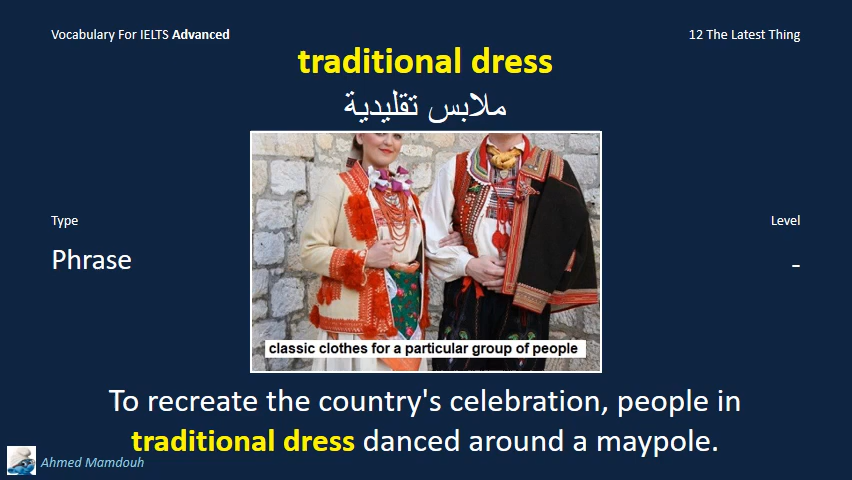 Vocabulary For IELTS Advanced
12 The Latest Thing
traditional dress
ملابس تقليدية
Type
Level
Phrase
-
classic clothes for a particular group of people
To recreate the country's celebration, people in
traditional dress danced around a maypole.
Ahmed Mamdouh